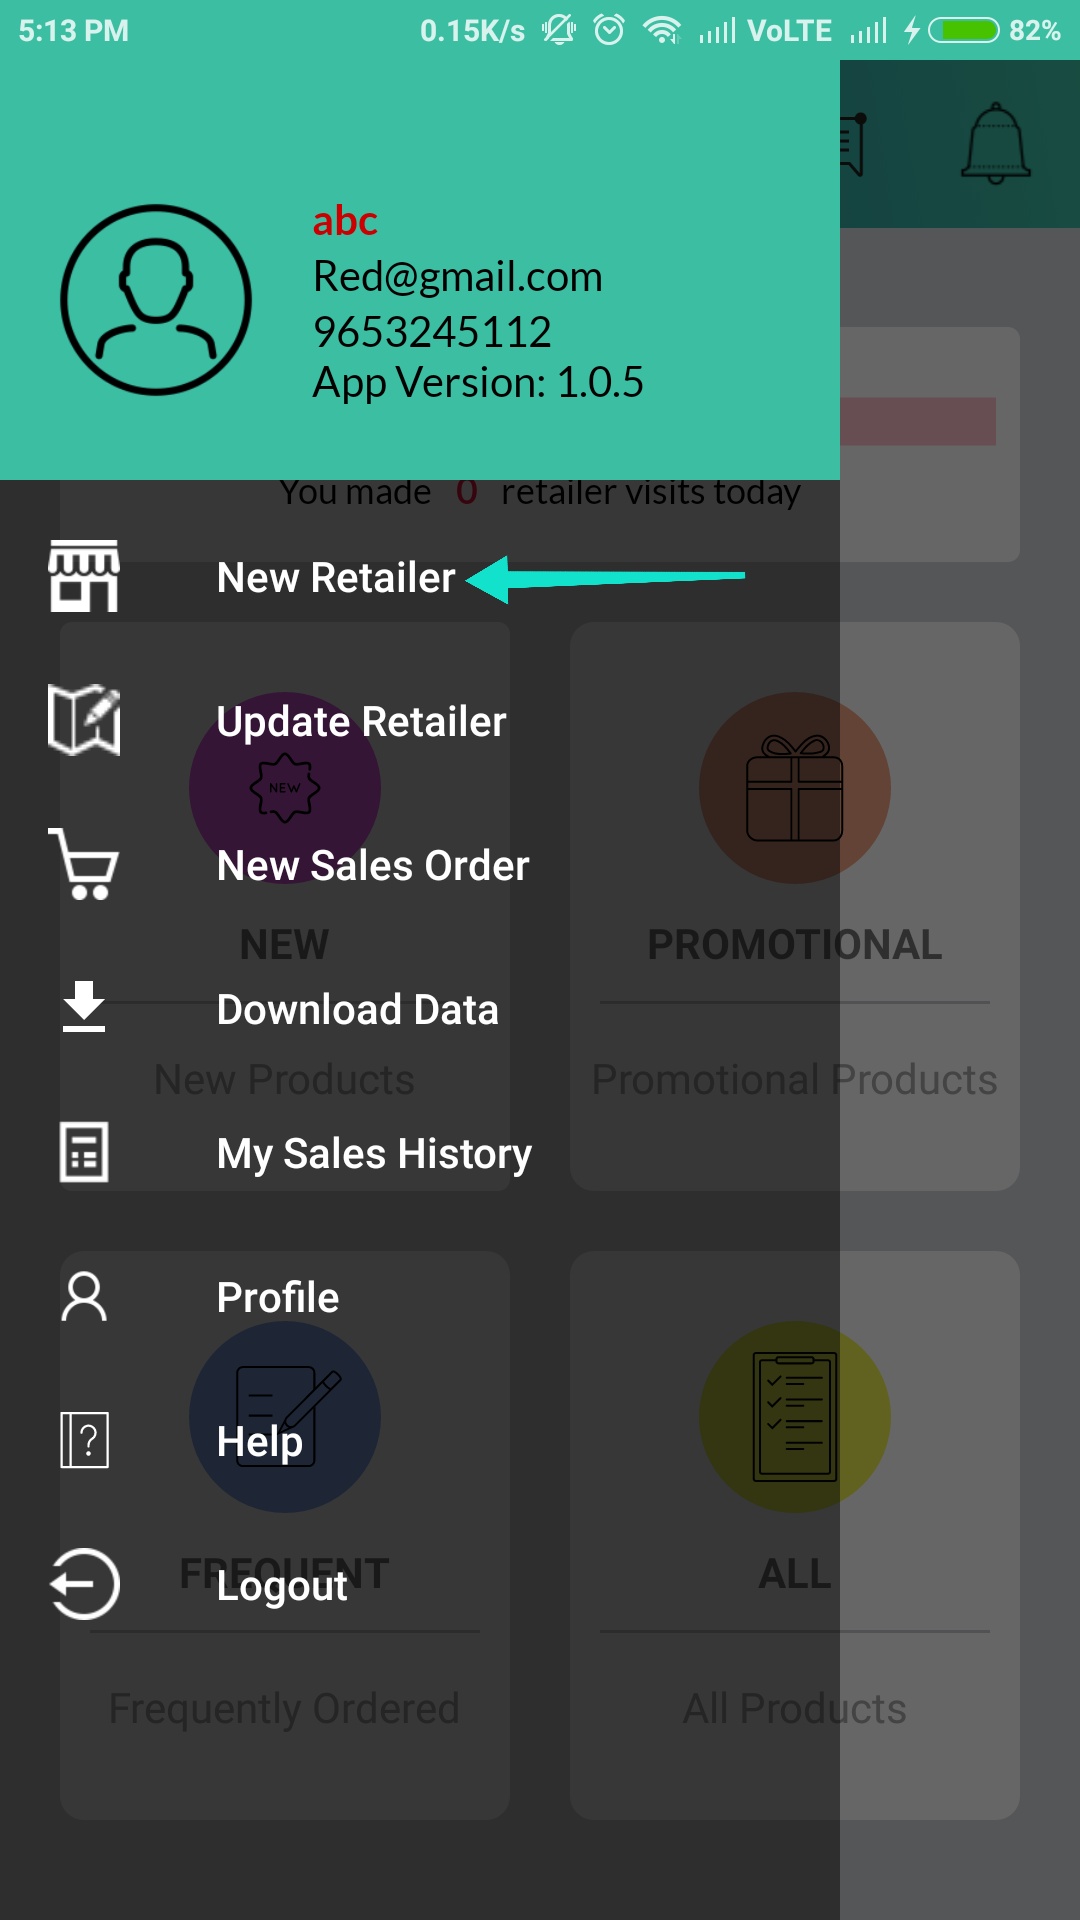 5:13 PM 0.15K/s VoLTE 82%
abc
Red@gmail.com
9653245112
App Version: 1.0.5
You made 0 retailer visits today
New Retailer
Update Retailer
NEW
New Sales Order
NEW PROMOTIONAL
Download Data
New Products Promotional Products
My Sales History
Profile
Help
FREQUENT ALL
Logout
Frequently Ordered All Products